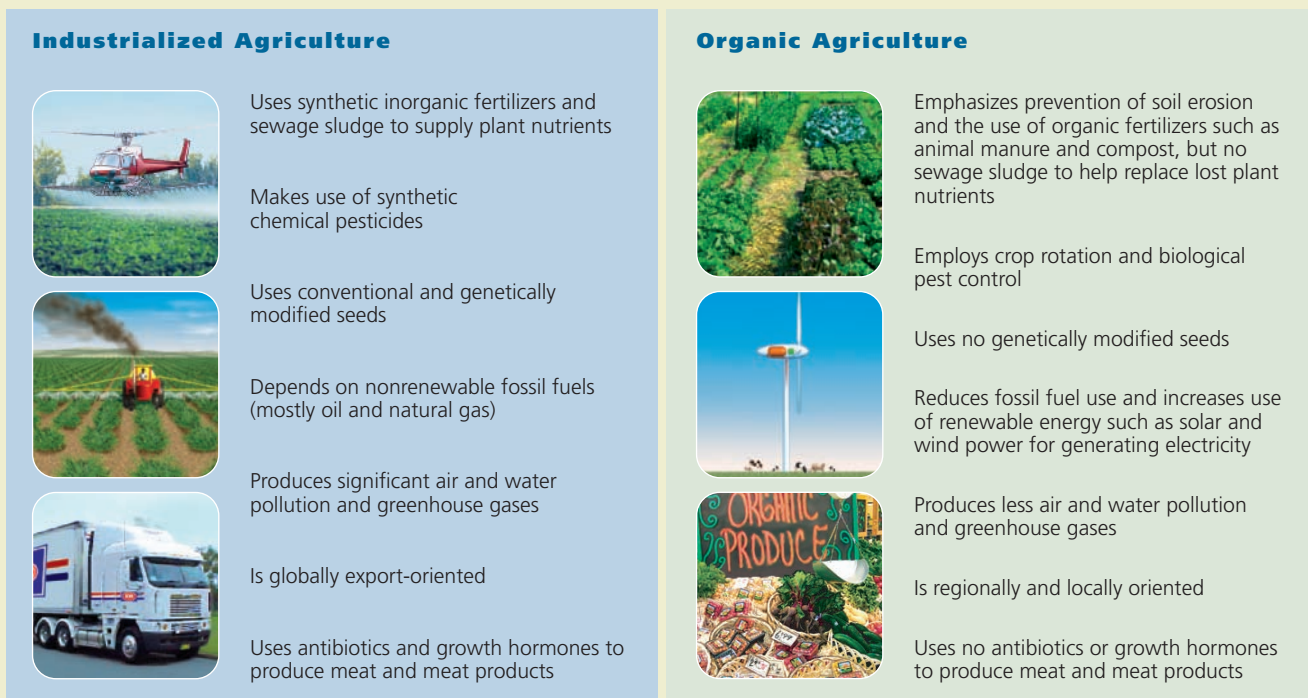 Industrialized Agriculture
Uses synthetic inorganic fertilizers and
sewage sludge to supply plant nutrients
Makes use of synthetic
chemical pesticides
Uses conventional and genetically
modified seeds
Depends on nonrenewable fossil fuels
(mostly oil and natural gas)
Produces significant air and water
pollution and greenhouse gases
Is globally export-oriented
Uses antibiotics and growth hormones to
produce meat and meat products
Organic Agriculture
Emphasizes prevention of soil erosion
and the use of organic fertilizers such as
animal manure and compost, but no
sewage sludge to help replace lost plant
nutrients
Employs crop rotation and biological
pest control
Uses no genetically modified seeds
Reduces fossil fuel use and increases use
of renewable energy such as solar and
wind power for generating electricity
Produces less air and water pollution
and greenhouse gases
ORGANIC
PRODUCE
Is regionally and locally oriented
Uses no antibiotics or growth hormones
to produce meat and meat products